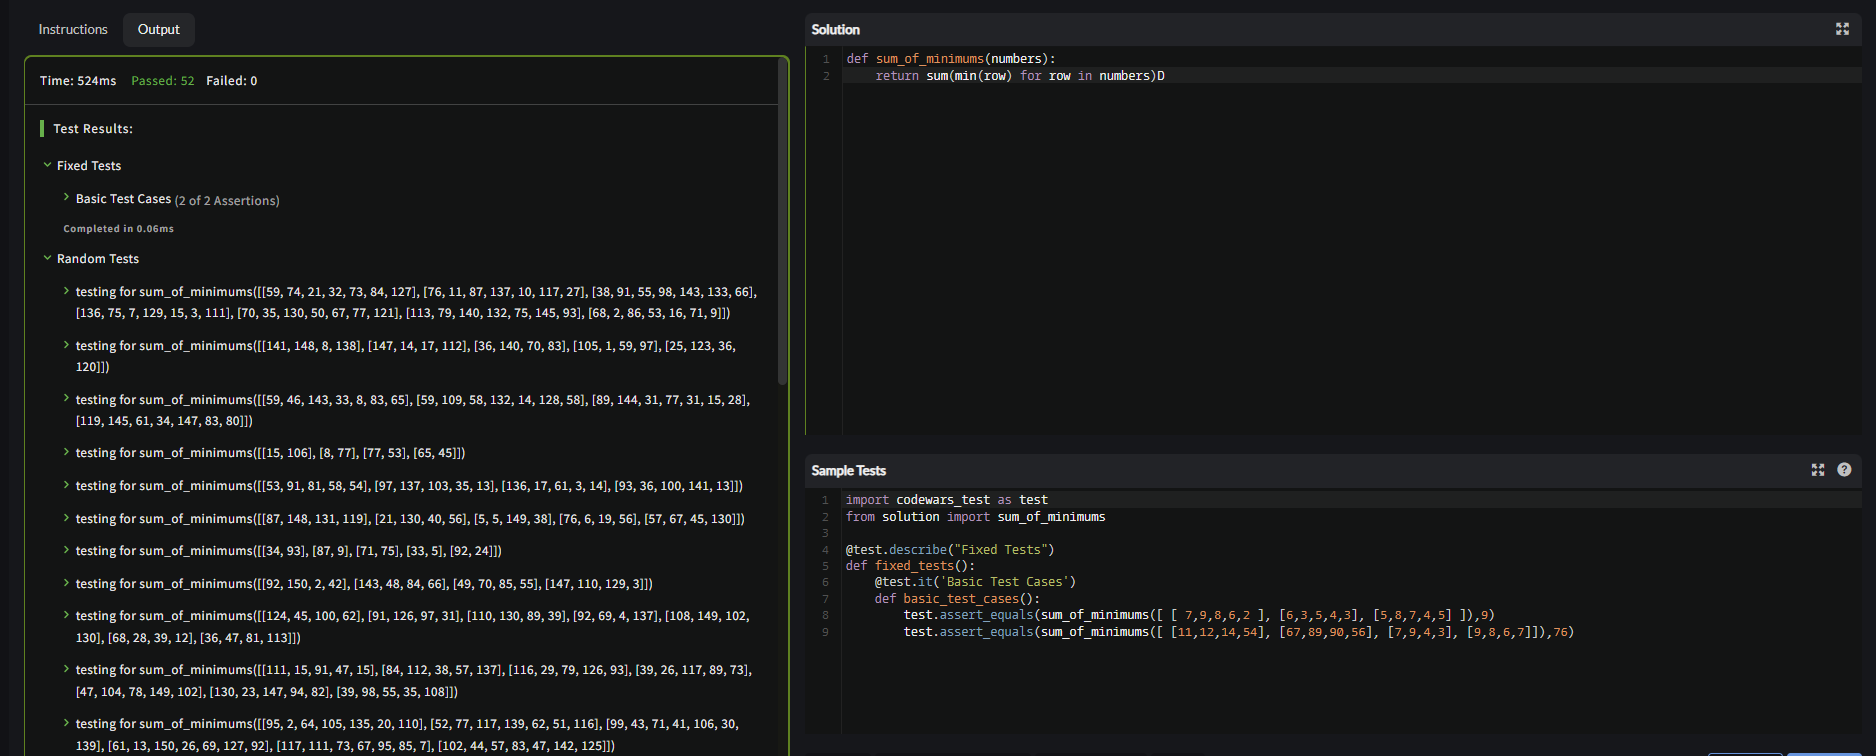 Instructions
Output
Time: 524ms Passed: 52 Failed: 0
Test Results:
Fixed Tests
Basic Test Cases (2 of 2 Assertions)
Completed in 0.06ms
Random Tests
testing for sum_of_minimums([[59, 74, 21, 32, 73, 84, 127], [76, 11, 87, 137, 10, 117, 27], [38, 91, 55, 98, 143, 133, 66],
[136, 75, 7, 129, 15, 3, 111], [70, 35, 130, 50, 67, 77, 121], [113, 79, 140, 132, 75, 145, 93], [68, 2, 86, 53, 16, 71, 9]])
testing for sum_of_minimums([[141, 148, 8, 138], [147, 14, 17, 112], [36, 140, 70, 83], [105, 1, 59, 97], [25, 123, 36,
120]])
testing for sum_of_minimums([[59, 46, 143, 33, 8, 83, 65], [59, 109, 58, 132, 14, 128, 58], [89, 144, 31, 77, 31, 15, 28],
[119, 145, 61, 34, 147, 83, 80]])
testing for sum_of_minimums([[15, 106], [8, 77], [77, 53], [65, 45]])
testing for sum_of_minimums([[53, 91, 81, 58, 54], [97, 137, 103, 35, 13], [136, 17, 61, 3, 14], [93, 36, 100, 141, 13]])
testing for sum_of_minimums([[87, 148, 131, 119], [21, 130, 40, 56], [5, 5, 149, 38], [76, 6, 19, 56], [57, 67, 45, 130]])
testing for sum_of_minimums([[34, 93], [87, 9], [71, 75], [33, 5], [92, 24]])
testing for sum_of_minimums([[92, 150, 2, 42], [143, 48, 84, 66], [49, 70, 85, 55], [147, 110, 129, 3]])
testing for sum_of_minimums([[124, 45, 100, 62], [91, 126, 97, 31], [110, 130, 89, 39], [92, 69, 4, 137], [108, 149, 102,
130], [68, 28, 39, 12], [36, 47, 81, 113]])
testing for sum_of_minimums([[111, 15, 91, 47, 15], [84, 112, 38, 57, 137], [116, 29, 79, 126, 93], [39, 26, 117, 89, 73],
[47, 104, 78, 149, 102], [130, 23, 147, 94, 82], [39, 98, 55, 35, 108]])
testing for sum_of_minimums([[95, 2, 64, 105, 135, 20, 110], [52, 77, 117, 139, 62, 51, 116], [99, 43, 71, 41, 106, 30,
139], [61, 13, 150, 26, 69, 127, 92], [117, 111, 73, 67, 95, 85, 7], [102, 44, 57, 83, 47, 142, 125]])
Solution
1 def sum_of_minimums(numbers):
2     return sum(min(row) for row in numbers)D
Sample Tests
?
1 import codewars_test as test
2 from solution import sum_of_minimums
3
4 @test.describe("Fixed Tests")
5 def fixed_tests():
6     @test.it('Basic Test Cases')
7     def basic_test_cases():
8         test.assert_equals(sum_of_minimums([ [ 7,9,8,6,2 ], [6,3,5,4,3], [5,8,7,4,5] ]),9)
9         test.assert_equals(sum_of_minimums([ [11,12,14,54], [67,89,90,56], [7,9,4,3], [9,8,6,7]]),76)